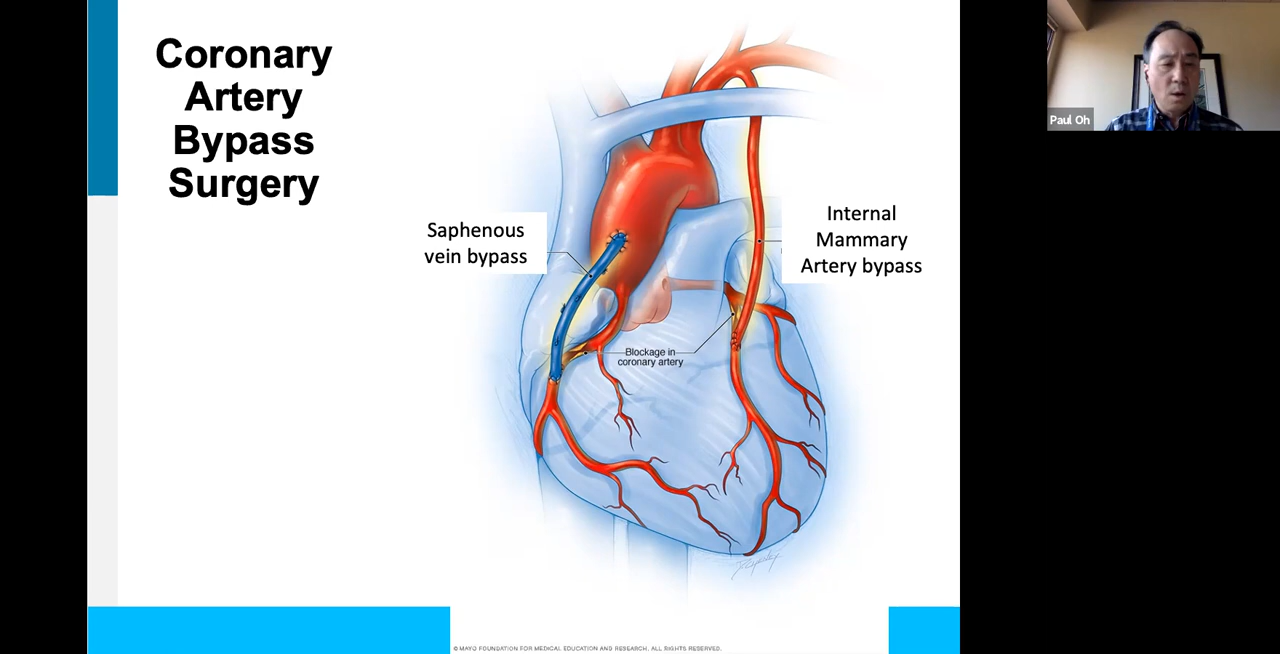 Coronary
Artery
Bypass
Surgery
Saphenous
vein bypass
Internal
Mammary
Artery bypass
Blockage in
coronary artery
© MAYO FOUNDATION FOR MEDICAL EDUCATION AND RESEARCH. ALL RIGHTS RESERVED.
Paul Oh